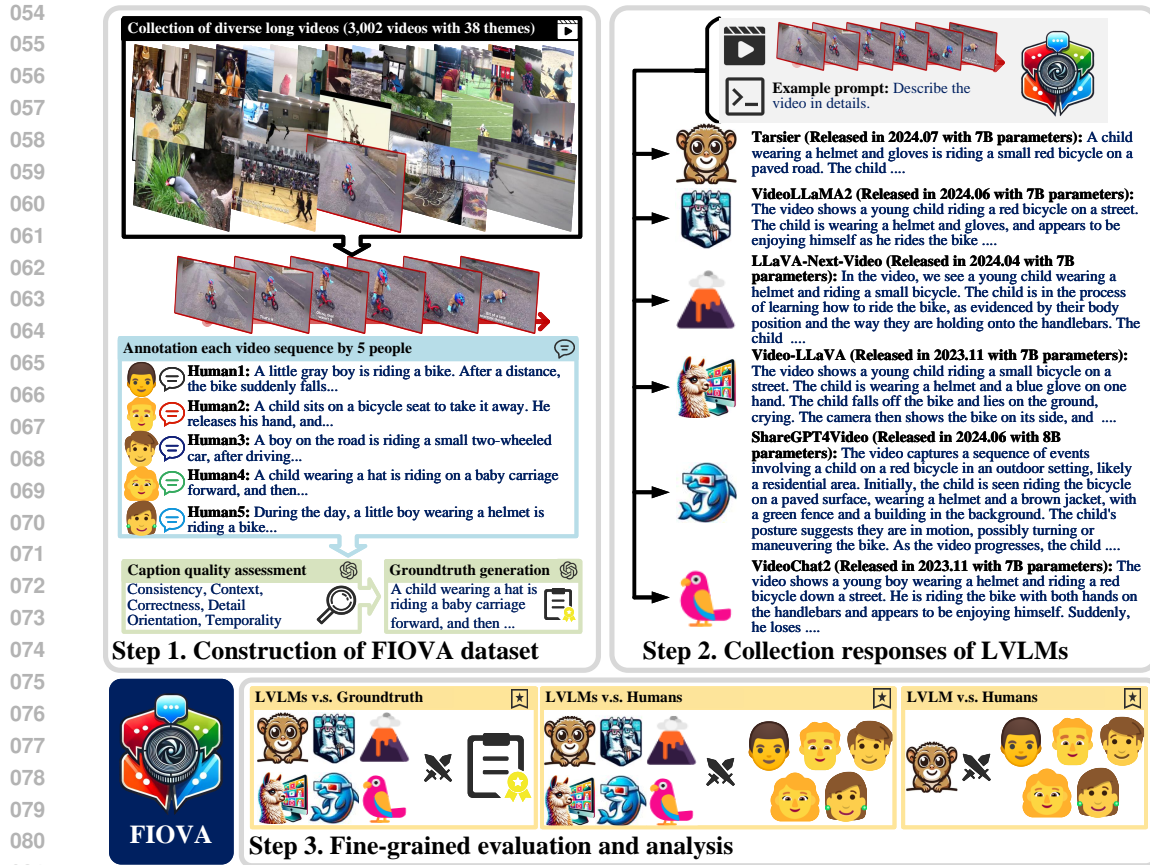 054
055
056
057
058
059
060
061
062
063
064
065
066
067
068
069
070
071
072
073
074
075
076
077
078
079
080
Collection of diverse long videos (3,002 videos with 38 themes)
Annotation each video sequence by 5 people
Human1: A little gray boy is riding a bike. After a distance,
the bike suddenly falls...
Human2: A child sits on a bicycle seat to take it away. He
releases his hand, and...
Human3: A boy on the road is riding a small two-wheeled
car, after driving...
Human4: A child wearing a hat is riding on a baby carriage
forward, and then...
Human5: During the day, a little boy wearing a helmet is
riding a bike...
Caption quality assessment
Consistency, Context,
Correctness, Detail
Orientation, Temporality
Groundtruth generation
A child wearing a hat is
riding a baby carriage
forward, and then ...
Step 1. Construction of FIOVA dataset
Example prompt: Describe the
video in details.
Tarsier (Released in 2024.07 with 7B parameters): A child
wearing a helmet and gloves is riding a small red bicycle on a
paved road. The child ....
VideoLLaMA2 (Released in 2024.06 with 7B parameters):
The video shows a young child riding a red bicycle on a street.
The child is wearing a helmet and gloves, and appears to be
enjoying himself as he rides the bike ....
LLaVA-Next-Video (Released in 2024.04 with 7B
parameters): In the video, we see a young child wearing a
helmet and riding a small bicycle. The child is in the process
of learning how to ride the bike, as evidenced by their body
position and the way they are holding onto the handlebars. The
child ....
Video-LLaVA (Released in 2023.11 with 7B parameters):
The video shows a young child riding a small bicycle on a
street. The child is wearing a helmet and a blue glove on one
hand. The child falls off the bike and lies on the ground,
crying. The camera then shows the bike on its side, and ....
ShareGPT4Video (Released in 2024.06 with 8B
parameters): The video captures a sequence of events
involving a child on a red bicycle in an outdoor setting, likely
a residential area. Initially, the child is seen riding the bicycle
on a paved surface, wearing a helmet and a brown jacket, with
a green fence and a building in the background. The child's
posture suggests they are in motion, possibly turning or
maneuvering the bike. As the video progresses, the child ....
VideoChat2 (Released in 2023.11 with 7B parameters): The
video shows a young boy wearing a helmet and riding a red
bicycle down a street. He is riding the bike with both hands on
the handlebars and appears to be enjoying himself. Suddenly,
he loses ....
Step 2. Collection responses of LVLMs
FIOVA
LVLMs v.s. Groundtruth
LVLMs v.s. Humans
LVLM v.s. Humans
Step 3. Fine-grained evaluation and analysis